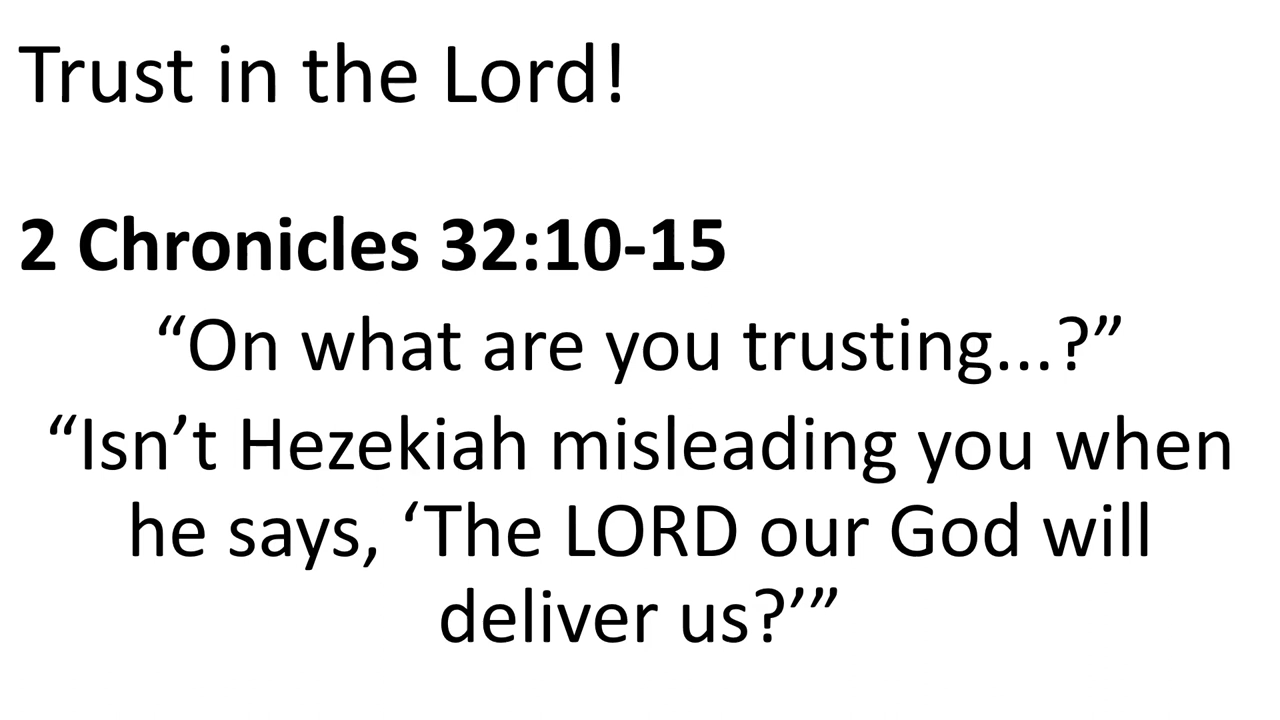 Trust in the Lord!
2 Chronicles 32:10-15
“On what are you trusting...?”
“Isn’t Hezekiah misleading you when
he says, ‘The LORD our God will
deliver us?’”